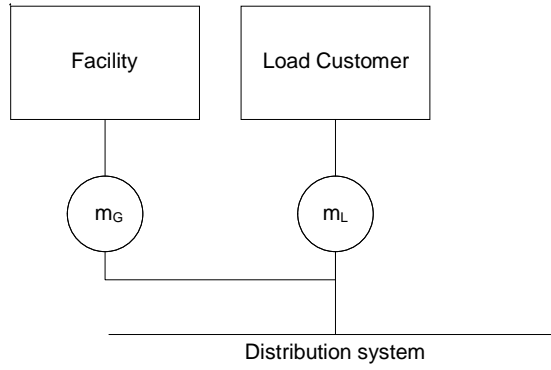 Facility
Load Customer
mG
mL
Distribution system